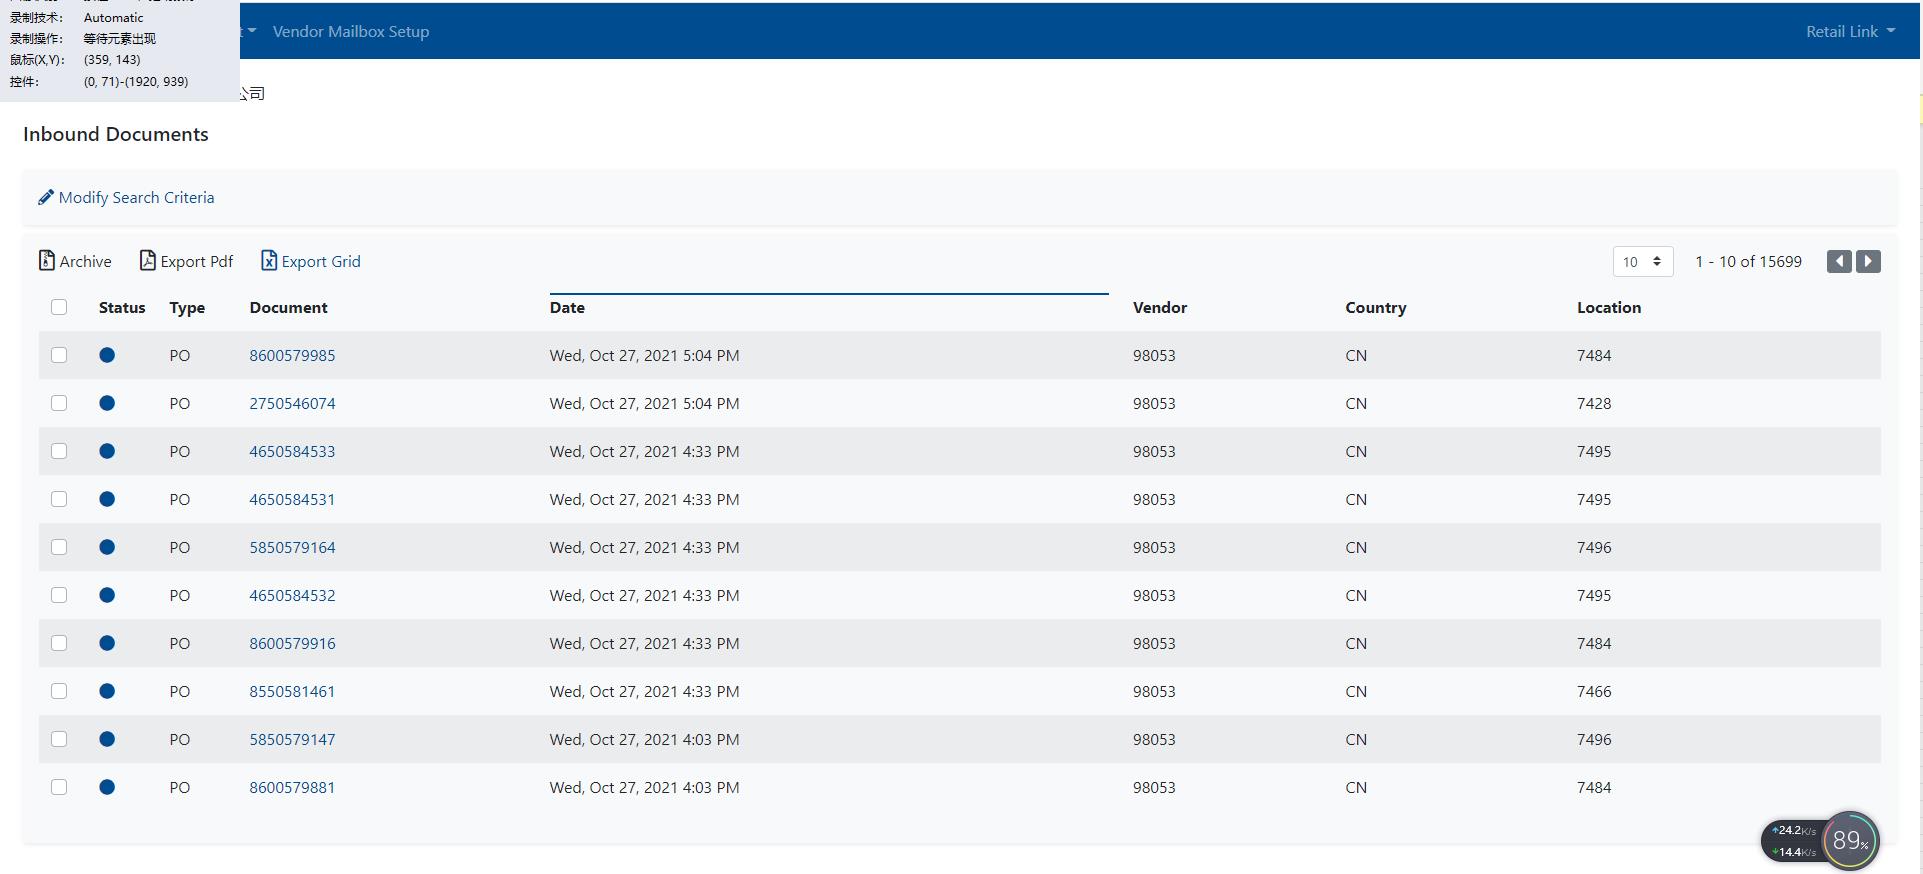 录制技术: Automatic
录制操作: 等待元素出现
鼠标(X,Y): (359, 143)
控件: (0, 71)-(1920, 939)
t Vendor Mailbox Setup Retail Link
公司
Inbound Documents
Modify Search Criteria
Archive Export Pdf Export Grid 10 1 - 10 of 15699
Status Type Document Date Vendor Country Location
PO 8600579985 Wed, Oct 27, 2021 5:04 PM 98053 CN 7484
PO 2750546074 Wed, Oct 27, 2021 5:04 PM 98053 CN 7428
PO 4650584533 Wed, Oct 27, 2021 4:33 PM 98053 CN 7495
PO 4650584531 Wed, Oct 27, 2021 4:33 PM 98053 CN 7495
PO 5850579164 Wed, Oct 27, 2021 4:33 PM 98053 CN 7496
PO 4650584532 Wed, Oct 27, 2021 4:33 PM 98053 CN 7495
PO 8600579916 Wed, Oct 27, 2021 4:33 PM 98053 CN 7484
PO 8550581461 Wed, Oct 27, 2021 4:33 PM 98053 CN 7466
PO 5850579147 Wed, Oct 27, 2021 4:03 PM 98053 CN 7496
PO 8600579881 Wed, Oct 27, 2021 4:03 PM 98053 CN 7484
24.2K/s
14.4K/s
89%